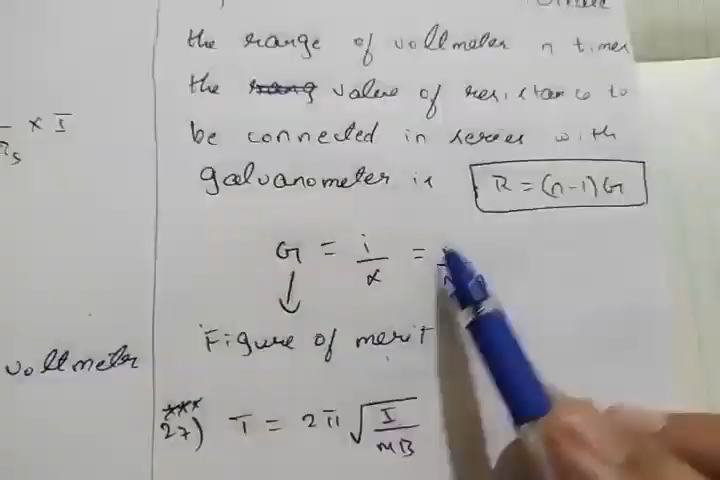 the range of voltmeter n times
the value of resistance to
be connected in series with
galvanometer is R = (n-1)G
× I
G = i/α =
Figure of merit
voltmeter
***
27) T = 2π√(I/MB)